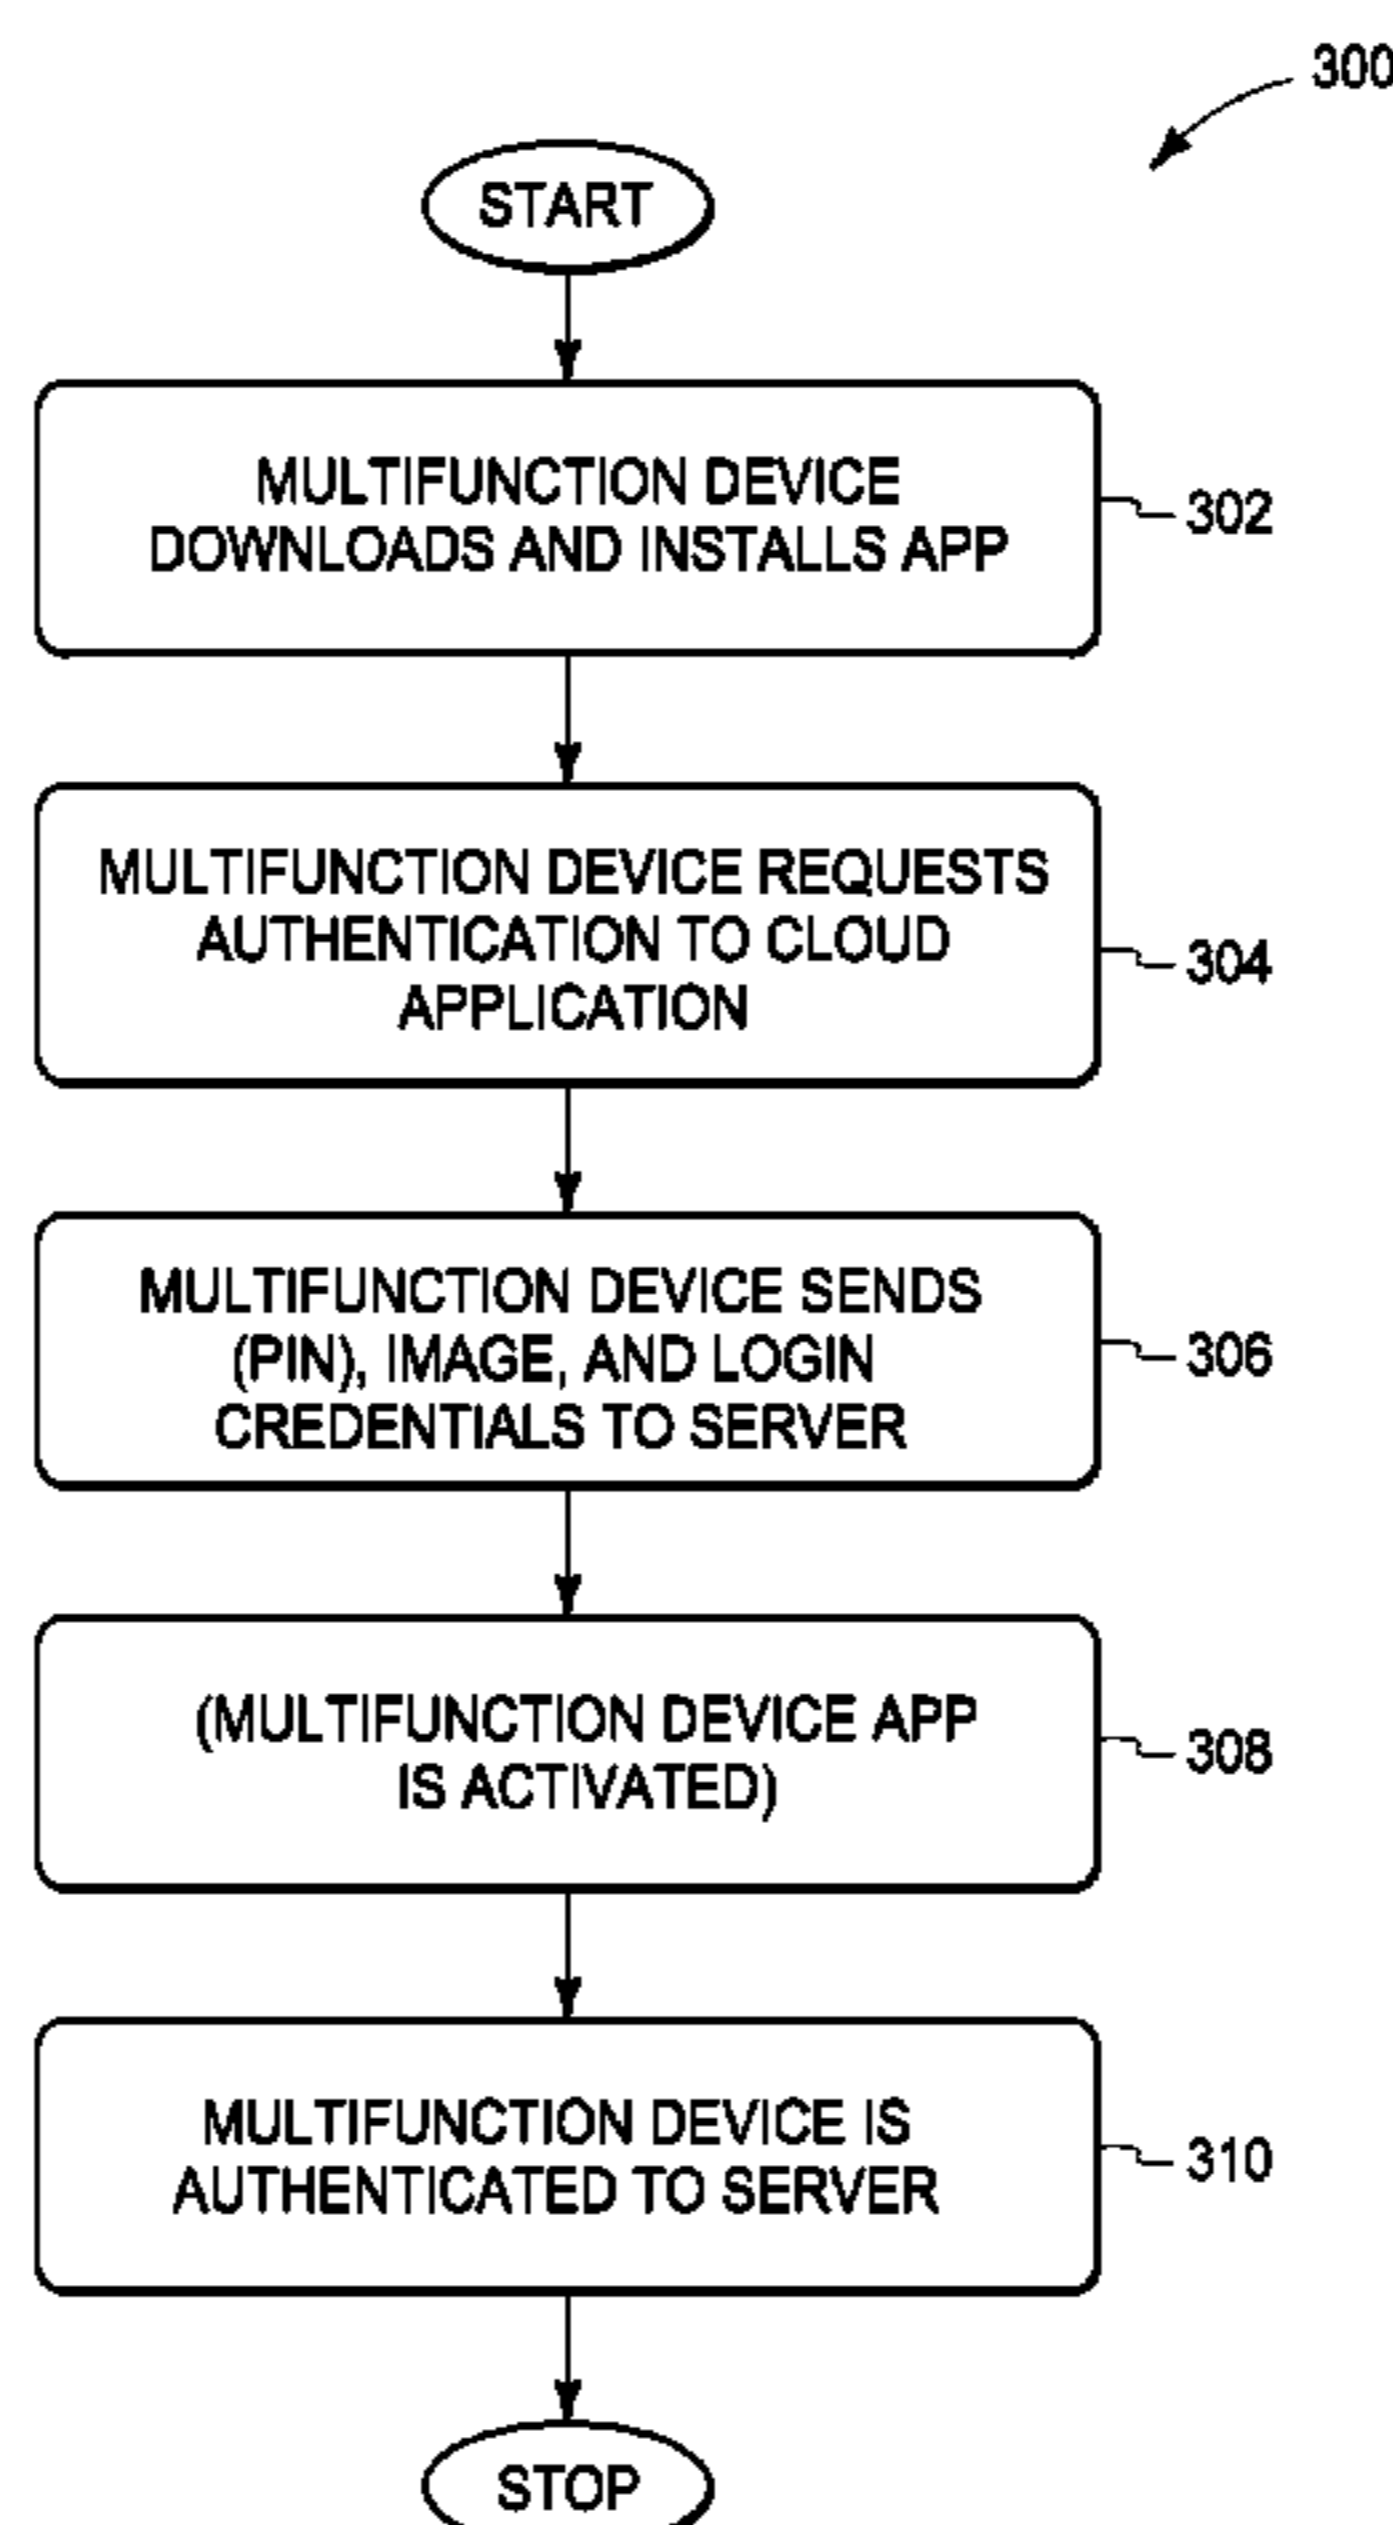 300
START
MULTIFUNCTION DEVICE
DOWNLOADS AND INSTALLS APP
302
MULTIFUNCTION DEVICE REQUESTS
AUTHENTICATION TO CLOUD
APPLICATION
304
MULTIFUNCTION DEVICE SENDS
(PIN), IMAGE, AND LOGIN
CREDENTIALS TO SERVER
306
(MULTIFUNCTION DEVICE APP
IS ACTIVATED)
308
MULTIFUNCTION DEVICE IS
AUTHENTICATED TO SERVER
310
STOP